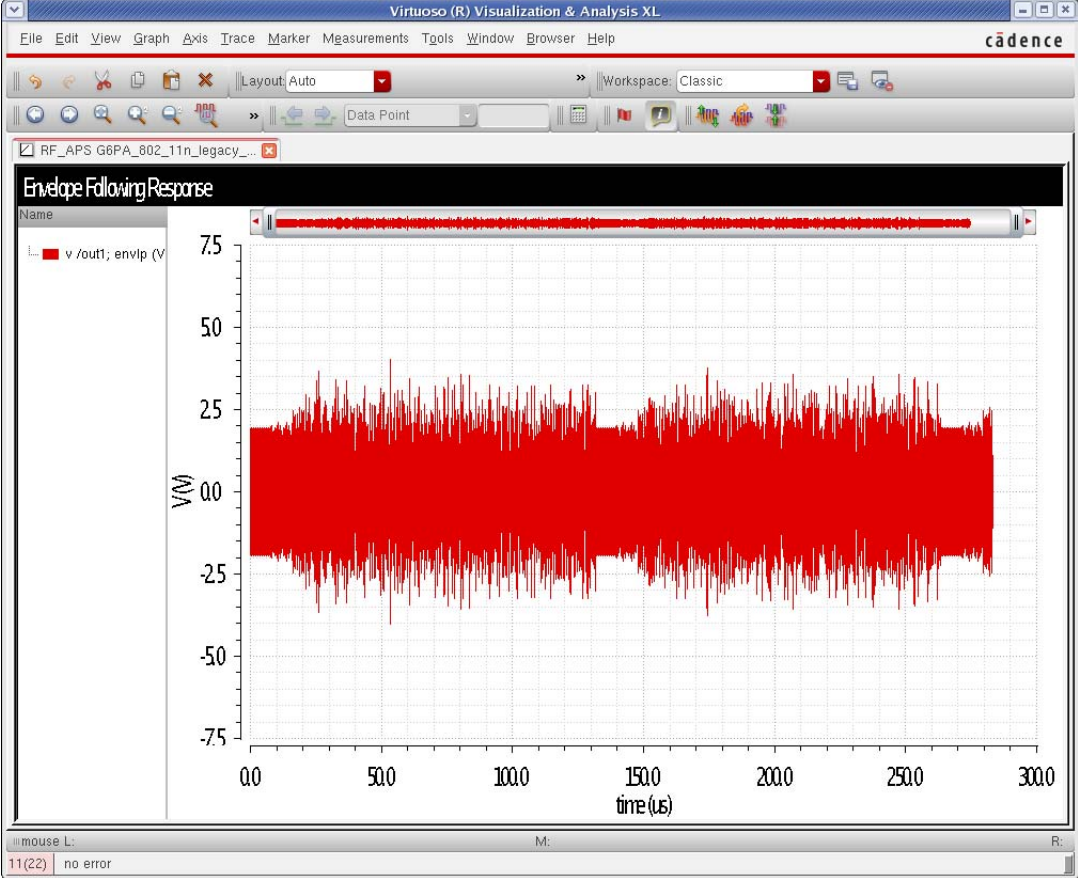 Virtuoso (R) Visualization & Analysis XL
File Edit View Graph Axis Trace Marker Measurements Tools Window Browser Help
cādence
Layout: Auto » Workspace: Classic
» Data Point
RF_APS G6PA_802_11n_legacy_...
Envelope Following Response
Name
v /out1; envlp (V
7.5
5.0
2.5
0.0
-2.5
-5.0
-7.5
V (V)
0.0 50.0 100.0 150.0 200.0 250.0 300.0
time (us)
mouse L: M: R:
11(22) no error